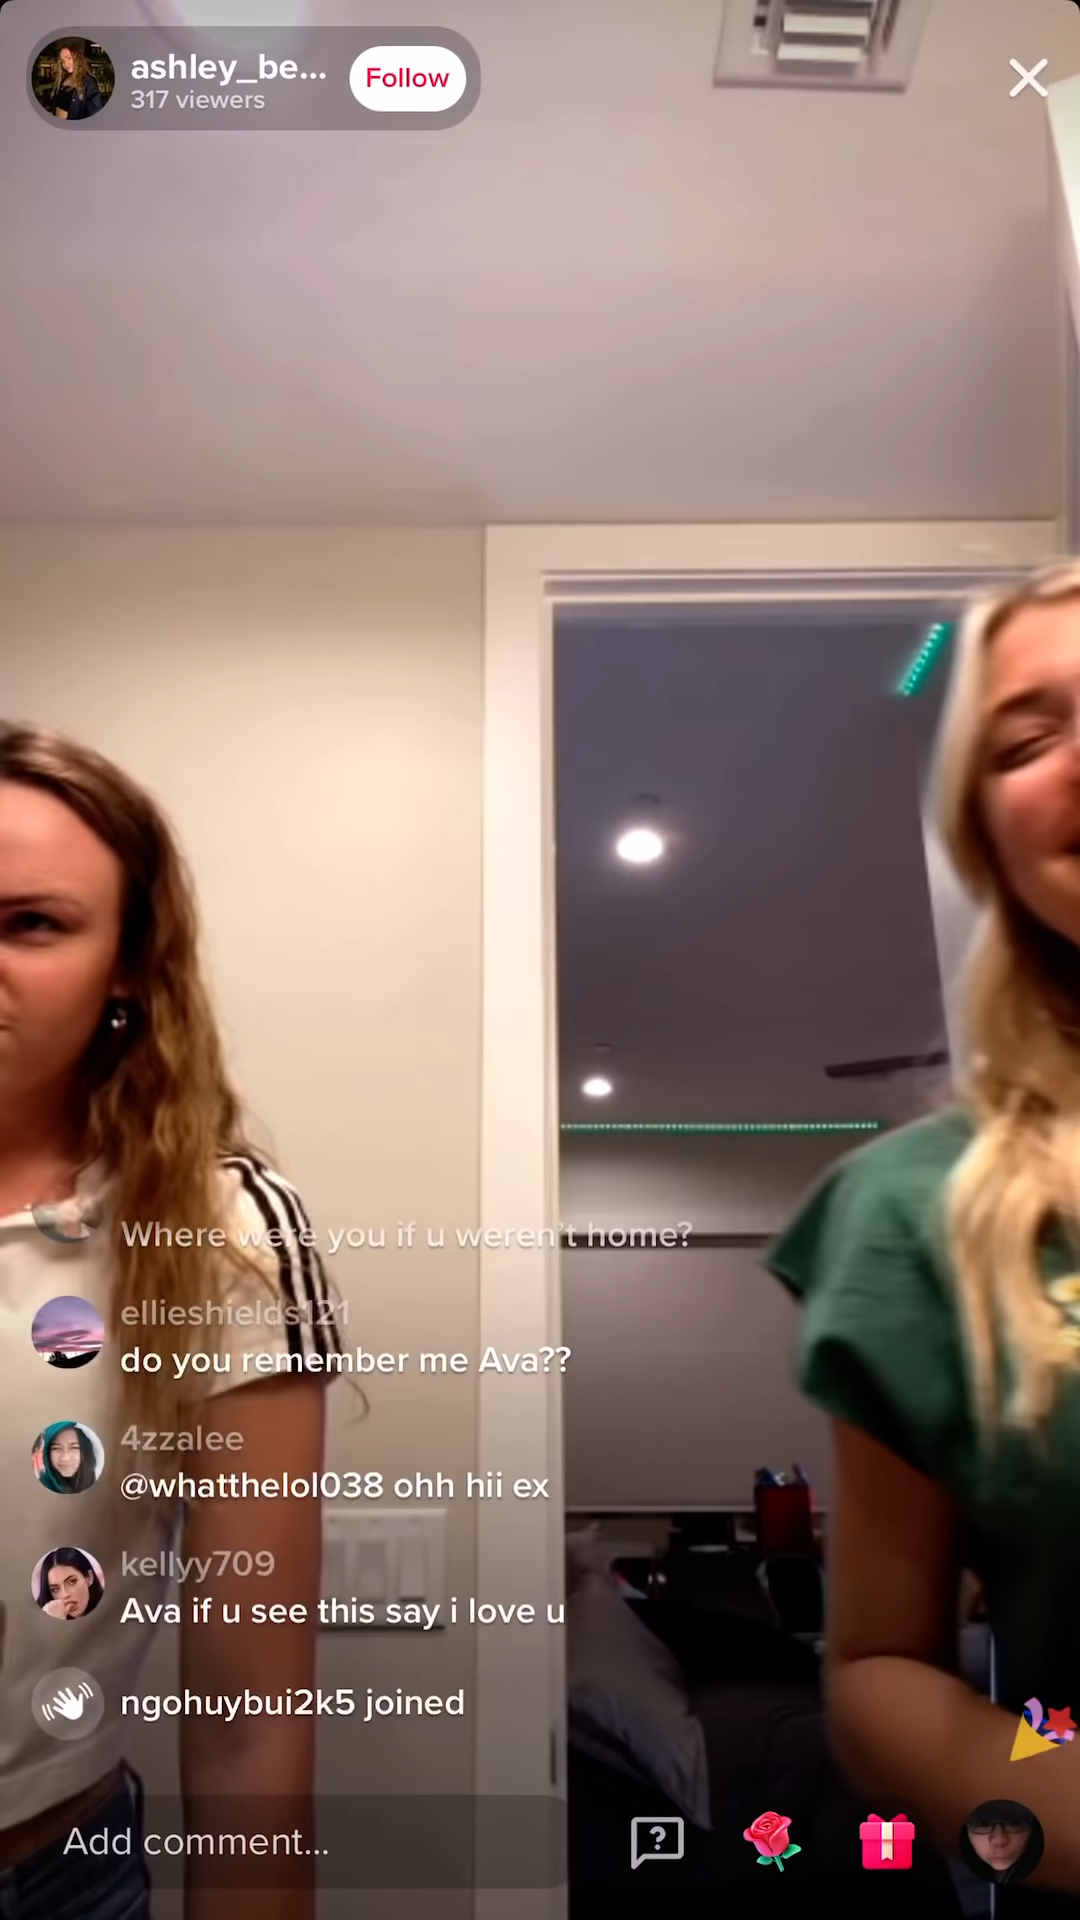 ashley_be...
317 viewers
Follow
Where were you if u weren't home?
ellieshields121
do you remember me Ava??
4zzalee
@whatthelol038 ohh hii ex
kellyy709
Ava if u see this say i love u
ngohuybui2k5 joined
Add comment...